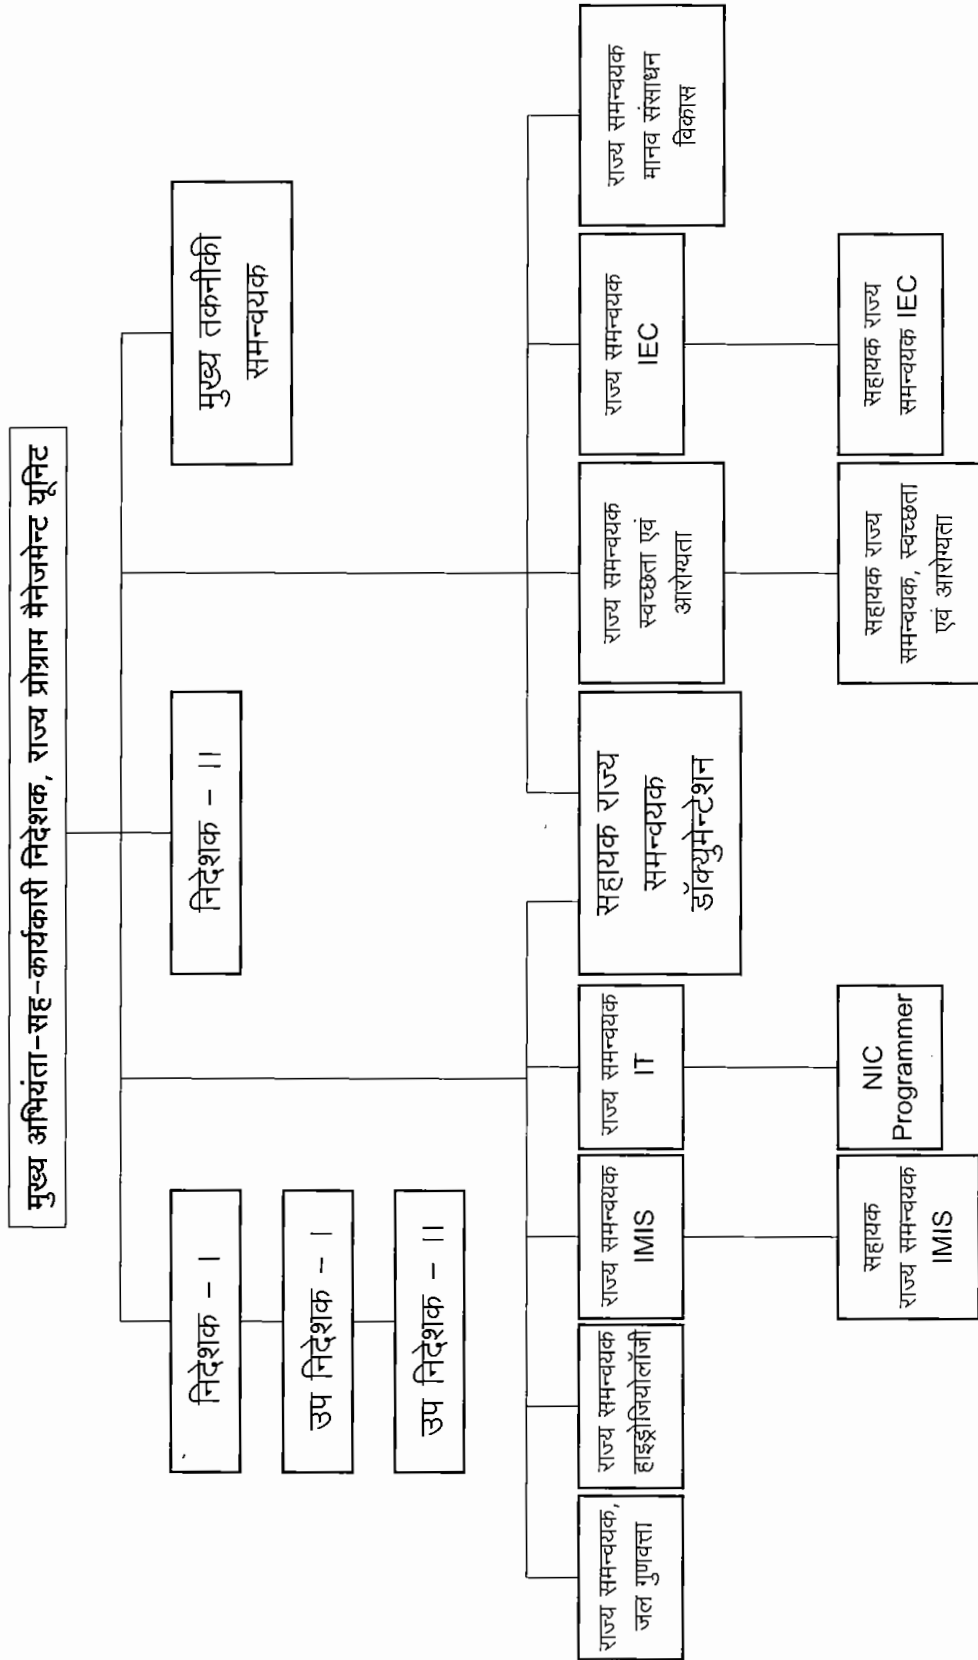 मुख्य अभियंता-सह-कार्यकारी निदेशक, राज्य प्रोग्राम मैनेजमेन्ट यूनिट
निदेशक - I
निदेशक - II
मुख्य तकनीकी
समन्वयक
उप निदेशक - I
उप निदेशक - II
राज्य समन्वयक,
जल गुणवत्ता
राज्य समन्वयक
हाइड्रोजियोलॉजी
राज्य समन्वयक
IMIS
राज्य समन्वयक
IT
सहायक राज्य
समन्वयक
डॉक्युमेन्टेशन
राज्य समन्वयक
स्वच्छता एवं
आरोग्यता
राज्य समन्वयक
IEC
राज्य समन्वयक
मानव संसाधन
विकास
सहायक
राज्य समन्वयक
IMIS
NIC
Programmer
सहायक राज्य
समन्वयक, स्वच्छता
एवं आरोग्यता
सहायक राज्य
समन्वयक IEC